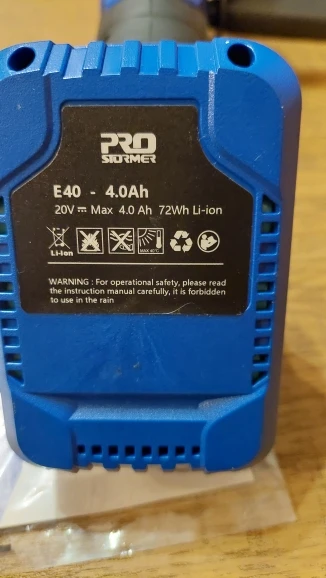 PRO
STORMER
E40 - 4.0Ah
20V ⎓ Max 4.0 Ah 72Wh Li-ion
Li-Ion
MAX 40°C
WARNING : For operational safety, please read
the instruction manual carefully, it is forbidden
to use in the rain